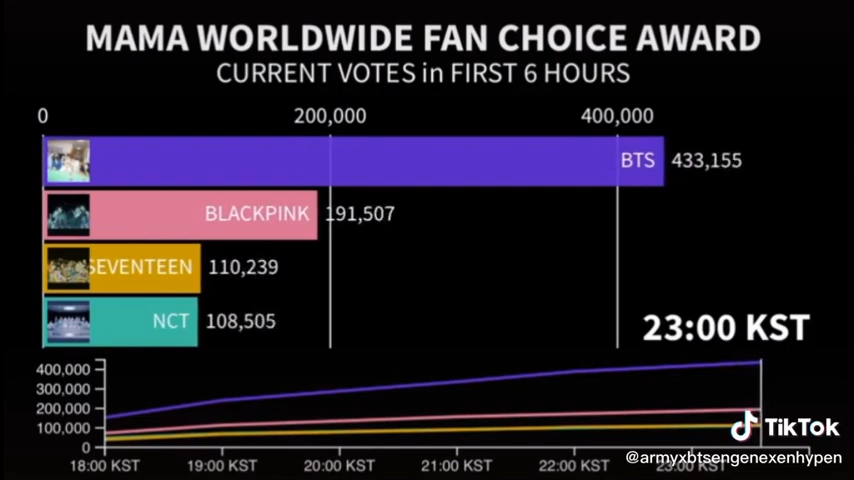 MAMA WORLDWIDE FAN CHOICE AWARD
CURRENT VOTES in FIRST 6 HOURS
0 200,000 400,000
BTS 433,155
BLACKPINK 191,507
SEVENTEEN 110,239
NCT 108,505
23:00 KST
400,000
300,000
200,000
100,000
0
18:00 KST 19:00 KST 20:00 KST 21:00 KST 22:00 KST 23:00 KST
TikTok
@armyxbtsengenexenhypen